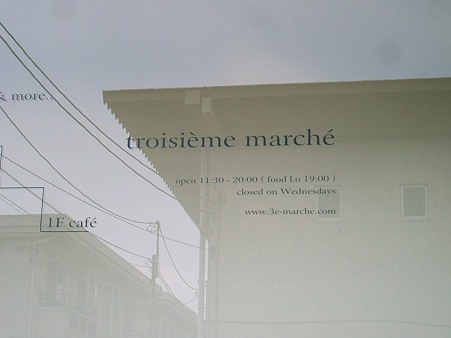 & more..
troisième marché
open 11:30 - 20:00 ( food l.o 19:00 )
closed on Wednesdays
www.3e-marche.com
1F café